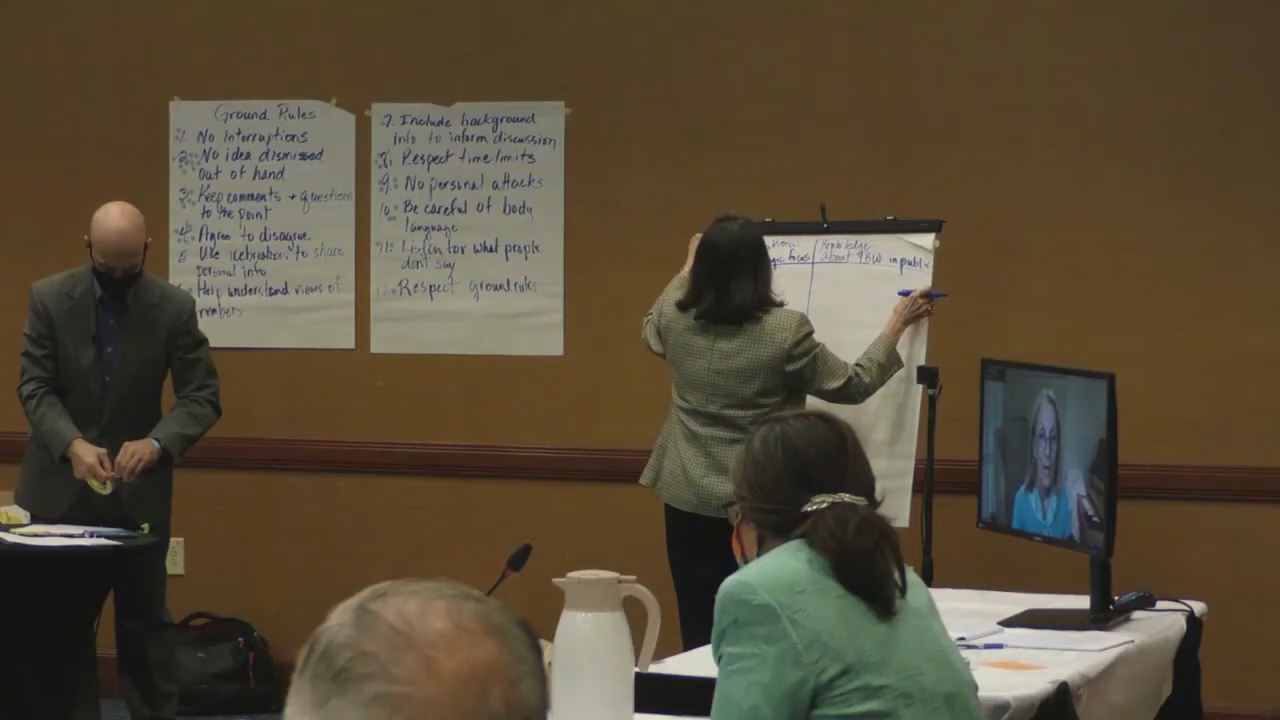 Ground Rules
1. No Interruptions
2. No idea dismissed
out of hand
3. Keep comments + questions
to the point
4. Agree to disagree
5 Use icebreakers to share
personal info
Help understand views of
members
7. Include background
info to inform discussion
8. Respect time limits
9. No personal attacks
10. Be careful of body
language
11. Listen for what people
don't say
12. Respect ground rules
Knowledge
focus about in public